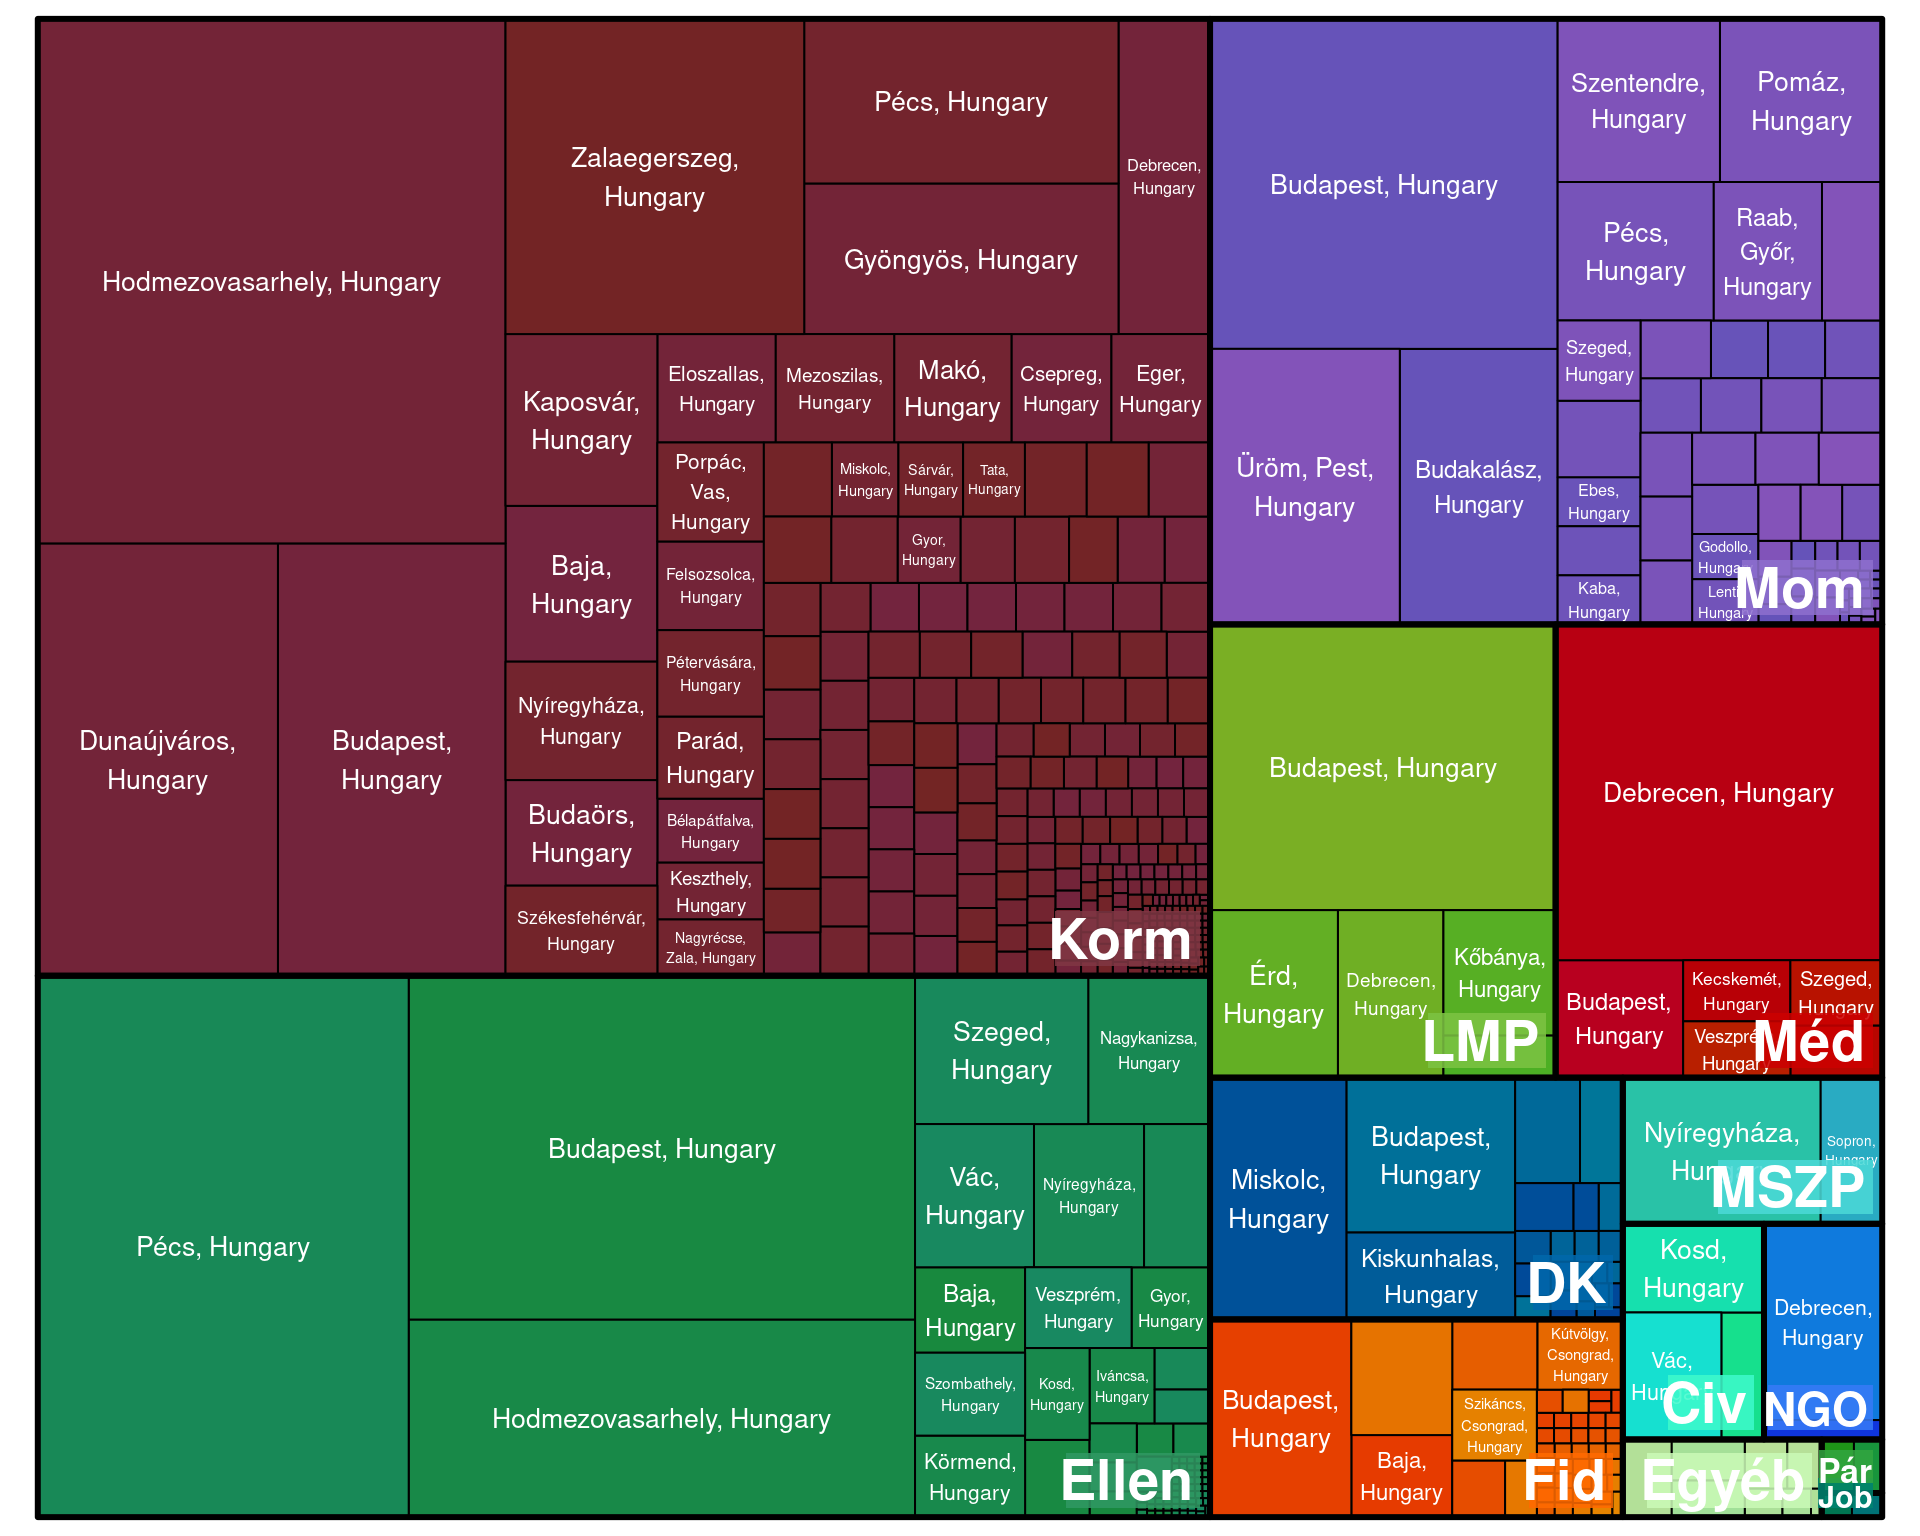 Hodmezovasarhely, Hungary
Dunaújváros,
Hungary
Budapest,
Hungary
Zalaegerszeg,
Hungary
Pécs, Hungary
Gyöngyös, Hungary
Debrecen,
Hungary
Kaposvár,
Hungary
Baja,
Hungary
Nyíregyháza,
Hungary
Budaörs,
Hungary
Székesfehérvár,
Hungary
Eloszallas,
Hungary
Mezoszilas,
Hungary
Makó,
Hungary
Csepreg,
Hungary
Eger,
Hungary
Porpác,
Vas,
Hungary
Miskolc,
Hungary
Sárvár,
Hungary
Tata,
Hungary
Gyor,
Hungary
Felsozsolca,
Hungary
Pétervására,
Hungary
Parád,
Hungary
Bélapátfalva,
Hungary
Keszthely,
Hungary
Nagyrécse,
Zala, Hungary
Korm
Budapest, Hungary
Üröm, Pest,
Hungary
Budakalász,
Hungary
Szentendre,
Hungary
Pomáz,
Hungary
Pécs,
Hungary
Raab,
Győr,
Hungary
Szeged,
Hungary
Ebes,
Hungary
Kaba,
Hungary
Godollo,
Hungary
Lenti,
Hungary
Mom
Budapest, Hungary
Érd,
Hungary
Debrecen,
Hungary
Kőbánya,
Hungary
LMP
Debrecen, Hungary
Budapest,
Hungary
Kecskemét,
Hungary
Szeged,
Hungary
Veszprém,
Hungary
Méd
Pécs, Hungary
Budapest, Hungary
Hodmezovasarhely, Hungary
Szeged,
Hungary
Nagykanizsa,
Hungary
Vác,
Hungary
Nyíregyháza,
Hungary
Baja,
Hungary
Veszprém,
Hungary
Gyor,
Hungary
Szombathely,
Hungary
Kosd,
Hungary
Iváncsa,
Hungary
Körmend,
Hungary
Ellen
Miskolc,
Hungary
Budapest,
Hungary
Kiskunhalas,
Hungary
DK
Nyíregyháza,
Hungary
Sopron,
Hungary
MSZP
Kosd,
Hungary
Vác,
Hungary
Civ
Debrecen,
Hungary
NGO
Budapest,
Hungary
Baja,
Hungary
Kútvölgy,
Csongrad,
Hungary
Szikáncs,
Csongrad,
Hungary
Fid
Egyéb
Pár
Job